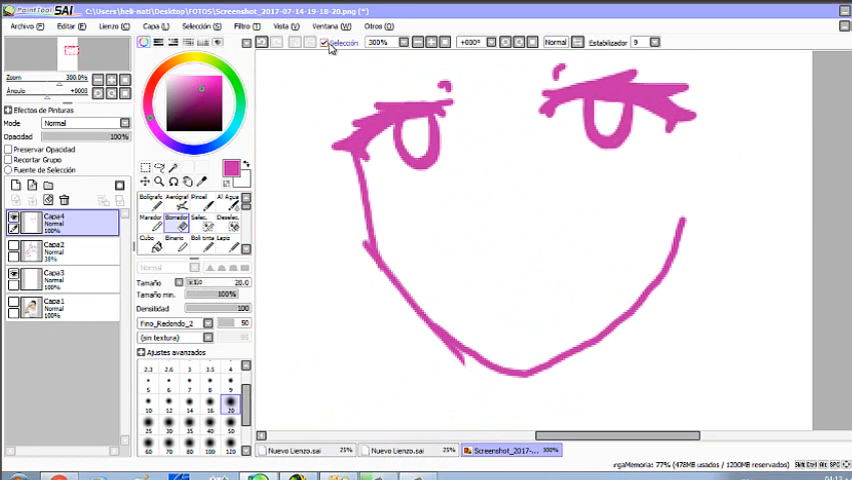 PaintTool SAI C:\Users\heli-nati\Desktop\FOTOS\Screenshot_2017-07-14-19-18-20.png (*)
Archivo (F) Editar (E) Lienzo (C) Capa (L) Selección (S) Filtro (T) Vista (V) Ventana (W) Otros (O)
Selección 300% +000° Normal Estabilizador 9
Zoom 300.0%
Ángulo +0000
Efectos de Pinturas
Modo Normal
Opacidad 100%
Preservar Opacidad
Recortar Grupo
Fuente de Selección
Capa4
Normal
100%
Capa2
Normal
38%
Capa3
Normal
100%
Capa1
Normal
100%
Bolígrafo Aerógrafo Pincel Al Agua
Marcador Borrador Selec. Deselec.
Cubo Binario Boli tinta Lapo
Normal
Tamaño x1.0 20.0
Tamaño mín. 100%
Densidad 100
Fino_Redondo_2 50
(sin textura) 95
Ajustes avanzados
2.3 2.6 3 4
5 6 7 8 9
10 12 14 16 20
25 30 35 40 50
60 70 80 100 120
Nuevo Lienzo.sai 25% Nuevo Lienzo.sai 25% Screenshot_2017-... 300%
rgaMemoria: 77% (478MB usados / 1200MB reservados)